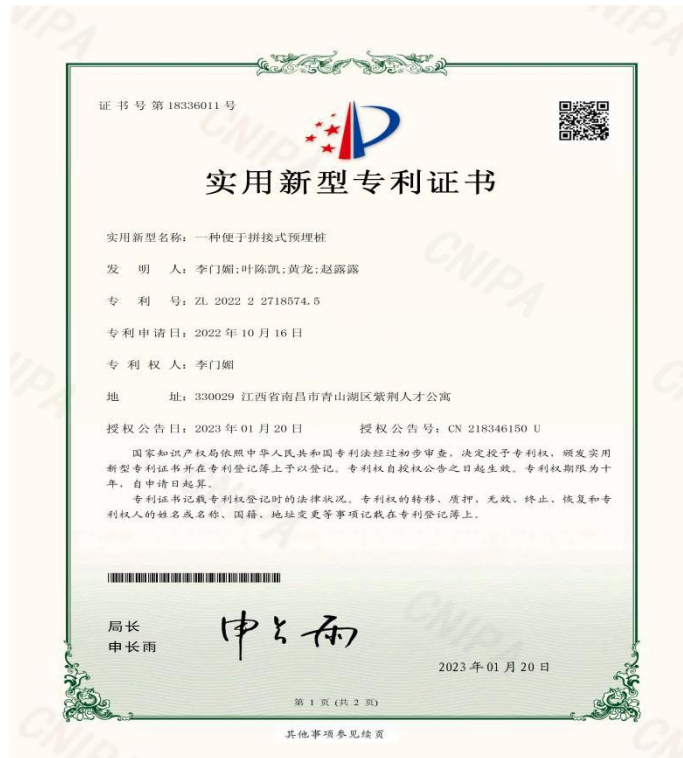 证书号第18336011号
实用新型专利证书
实用新型名称：一种便于拼接式预埋桩
发明人：李门媚;叶陈凯;黄龙;赵露露
专利号：ZL 2022 2 2718574.5
专利申请日：2022年10月16日
专利权人：李门媚
地址：330029 江西省南昌市青山湖区紫荆人才公寓
授权公告日：2023年01月20日 授权公告号：CN 218346150 U
国家知识产权局依照中华人民共和国专利法经过初步审查，决定授予专利权，颁发实用
新型专利证书并在专利登记簿上予以登记。专利权自授权公告之日起生效。专利权期限为十
年，自申请日起算。
专利证书记载专利权登记时的法律状况。专利权的转移、质押、无效、终止、恢复和专
利权人的姓名或名称、国籍、地址变更等事项记载在专利登记簿上。
局长
申长雨
申长雨
2023年01月20日
第 1 页 (共 2 页)
其他事项参见续页
CNIPA